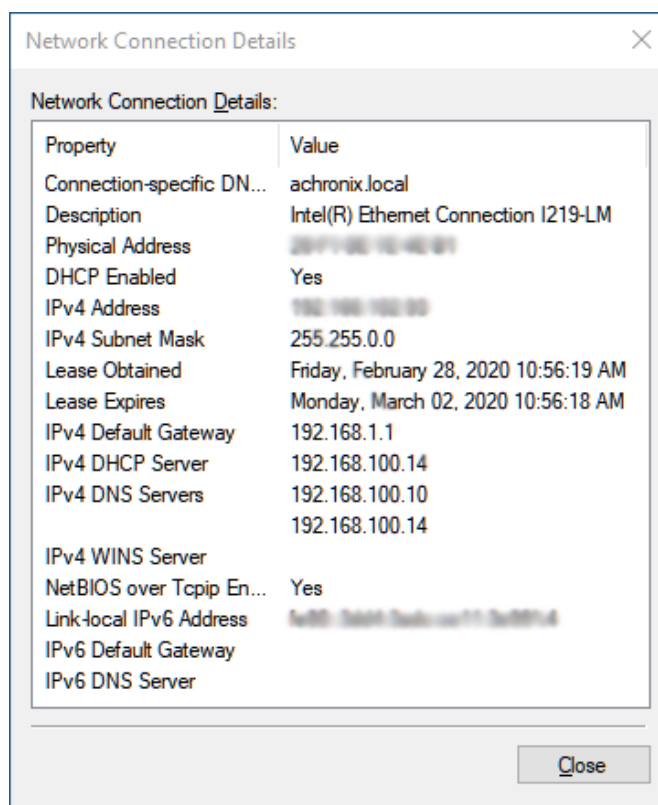 Network Connection Details
Network Connection Details:
Property Value
Connection-specific DN... achronix.local
Description Intel(R) Ethernet Connection I219-LM
Physical Address
DHCP Enabled Yes
IPv4 Address
IPv4 Subnet Mask 255.255.0.0
Lease Obtained Friday, February 28, 2020 10:56:19 AM
Lease Expires Monday, March 02, 2020 10:56:18 AM
IPv4 Default Gateway 192.168.1.1
IPv4 DHCP Server 192.168.100.14
IPv4 DNS Servers 192.168.100.10
192.168.100.14
IPv4 WINS Server
NetBIOS over Tcpip En... Yes
Link-local IPv6 Address
IPv6 Default Gateway
IPv6 DNS Server
Close